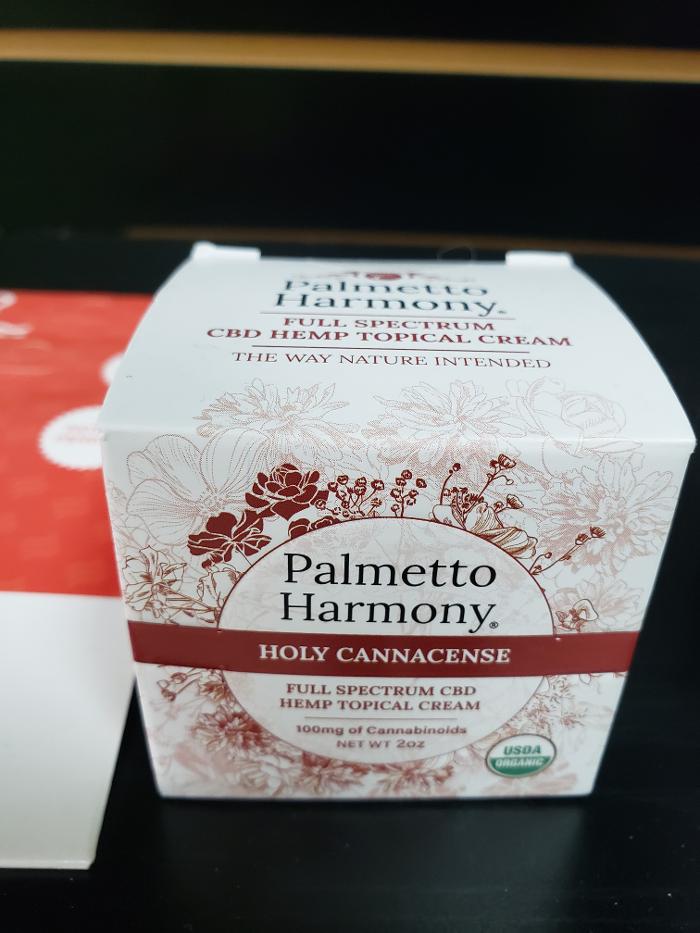 Palmetto
Harmony®
FULL SPECTRUM
CBD HEMP TOPICAL CREAM
THE WAY NATURE INTENDED
Palmetto
Harmony®
HOLY CANNACENSE
FULL SPECTRUM CBD
HEMP TOPICAL CREAM
100mg of Cannabinoids
NET WT 2oz
USDA
ORGANIC